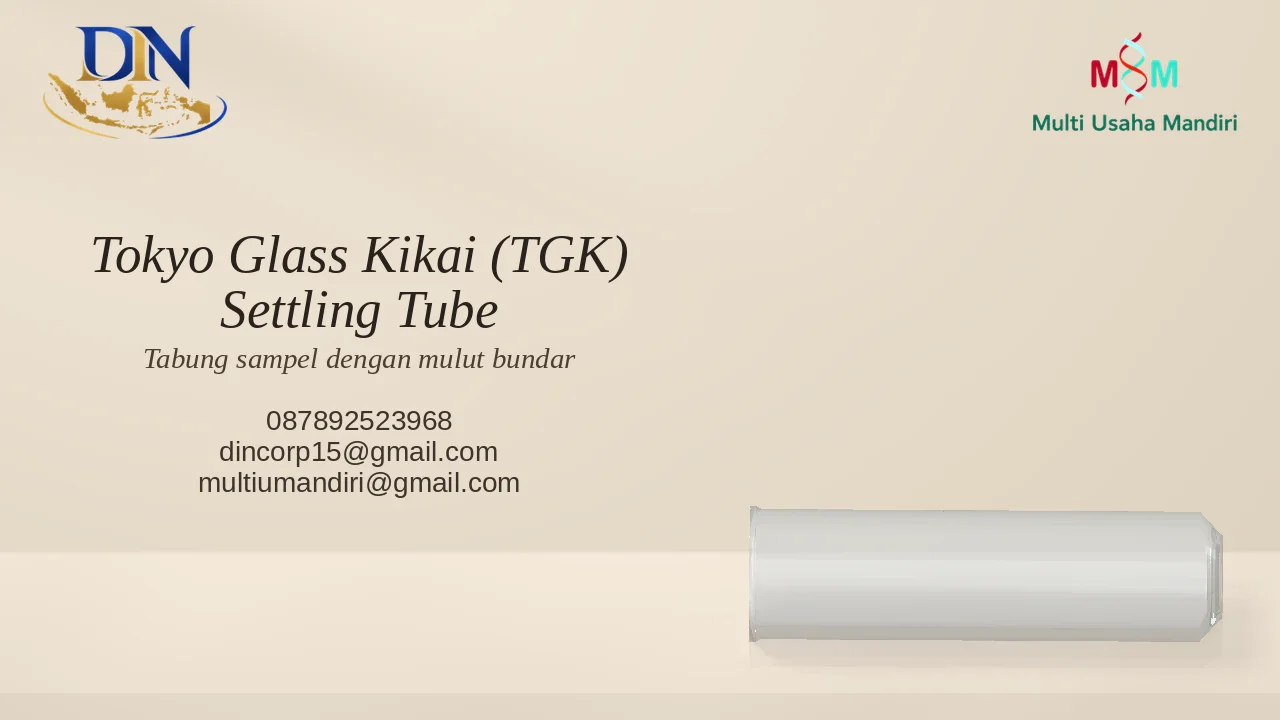 DIN
M M
Multi Usaha Mandiri
Tokyo Glass Kikai (TGK)
Settling Tube
Tabung sampel dengan mulut bundar
087892523968
dincorp15@gmail.com
multiumandiri@gmail.com